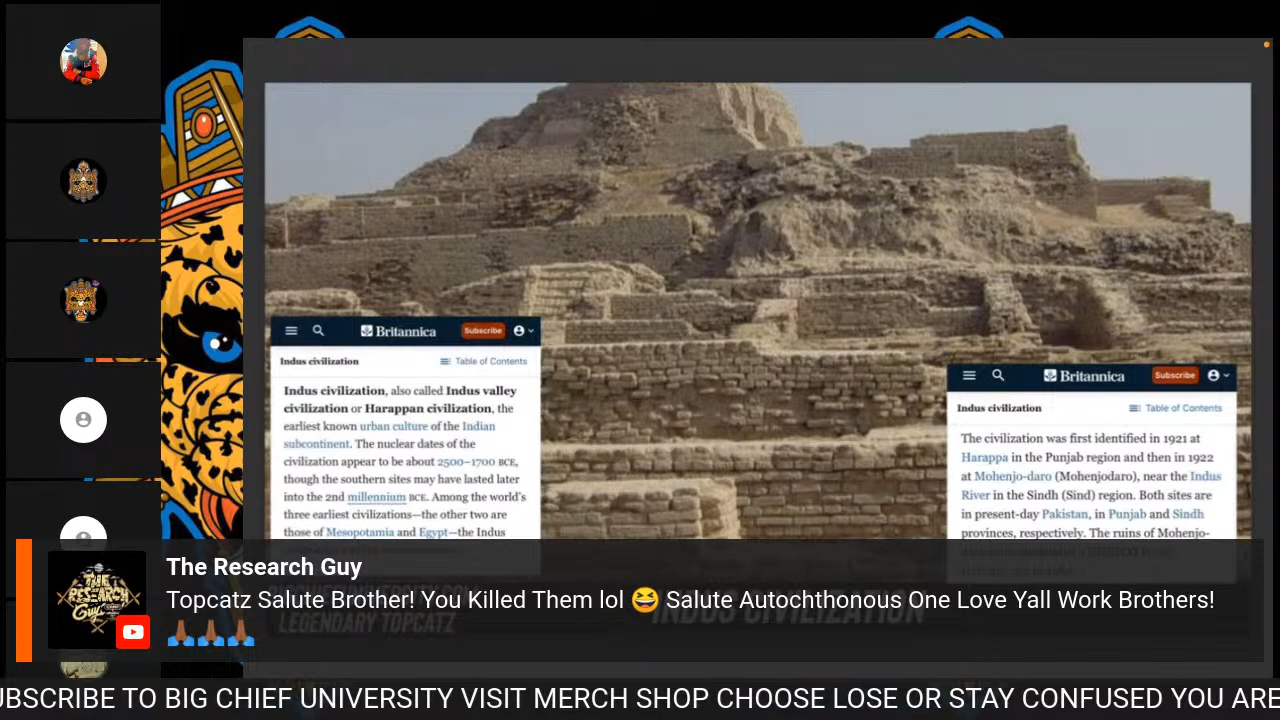 Britannica
Subscribe
Indus civilization
Table of Contents
Indus civilization, also called Indus valley
civilization or Harappan civilization, the
earliest known urban culture of the Indian
subcontinent. The nuclear dates of the
civilization appear to be about 2500–1700 BCE,
though the southern sites may have lasted later
into the 2nd millennium BCE. Among the world's
three earliest civilizations—the other two are
those of Mesopotamia and Egypt—the Indus
Britannica
Subscribe
Indus civilization
Table of Contents
The civilization was first identified in 1921 at
Harappa in the Punjab region and then in 1922
at Mohenjo-daro (Mohenjodaro), near the Indus
River in the Sindh (Sind) region. Both sites are
in present-day Pakistan, in Punjab and Sindh
provinces, respectively. The ruins of Mohenjo-
LEGENDARY TOPCATZ
INDUS CIVILIZATION
THE RESEARCH Guy
The Research Guy
Topcatz Salute Brother! You Killed Them lol 😆 Salute Autochthonous One Love Yall Work Brothers!
🙏🏾🙏🏾🙏🏾
UBSCRIBE TO BIG CHIEF UNIVERSITY VISIT MERCH SHOP CHOOSE LOSE OR STAY CONFUSED YOU ARE